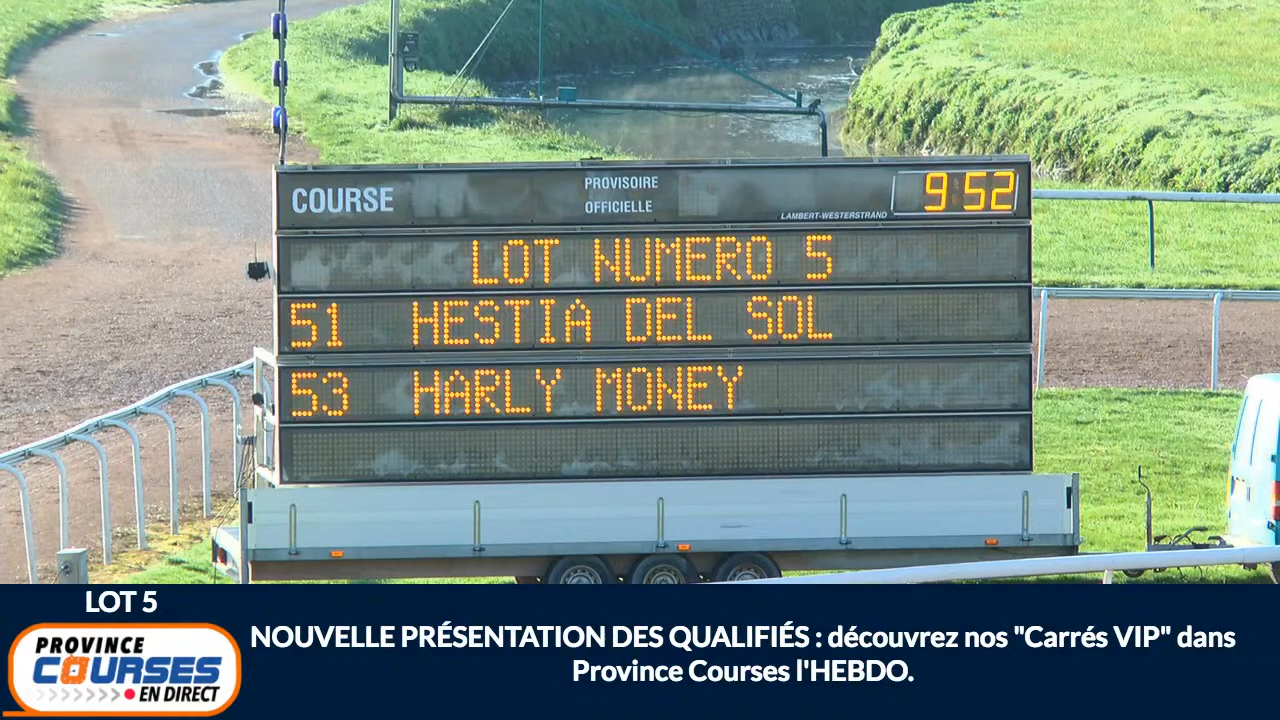 COURSE
PROVISOIRE
OFFICIELLE
LAMBERT-WESTERSTRAND
9 52
LOT NUMERO 5
51 HESTIA DEL SOL
53 HARLY MONEY
LOT 5
PROVINCE
COURSES
EN DIRECT
NOUVELLE PRÉSENTATION DES QUALIFIÉS : découvrez nos "Carrés VIP" dans
Province Courses l'HEBDO.